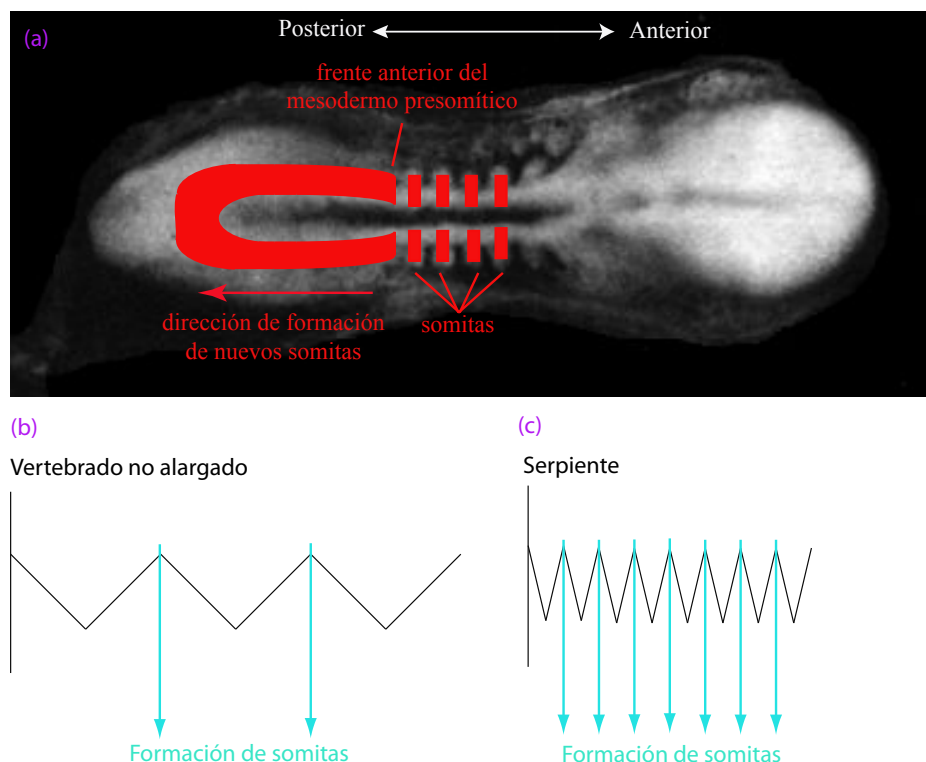 (a)
Posterior
Anterior
frente anterior del
mesodermo presomítico
dirección de formación
de nuevos somitas
somitas
(b)
Vertebrado no alargado
Formación de somitas
(c)
Serpiente
Formación de somitas